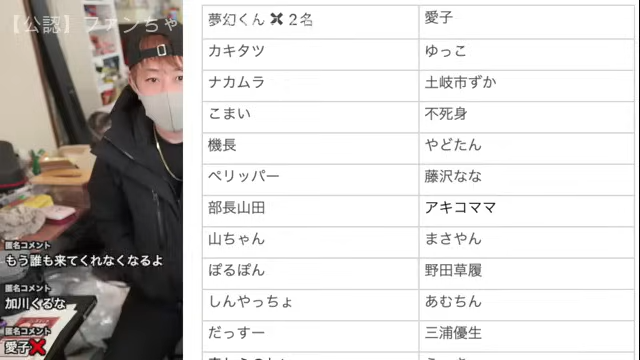 【公認】ファンちゃ
匿名コメント
もう誰も来てくれなくなるよ
匿名コメント
加川くるな
匿名コメント
愛子❌
夢幻くん ✖ 2名 愛子
カキタツ ゆっこ
ナカムラ 土岐市ずか
こまい 不死身
機長 やどたん
ペリッパー 藤沢なな
部長山田 アキコママ
山ちゃん まさやん
ぽるぽん 野田草履
しんやっちょ あむちん
だっすー 三浦優生